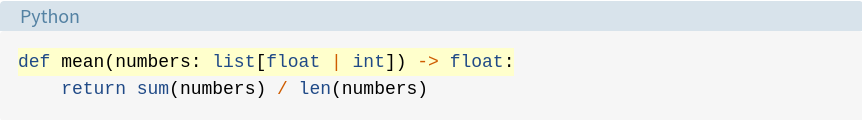 Python
def mean(numbers: list[float | int]) -> float:
    return sum(numbers) / len(numbers)